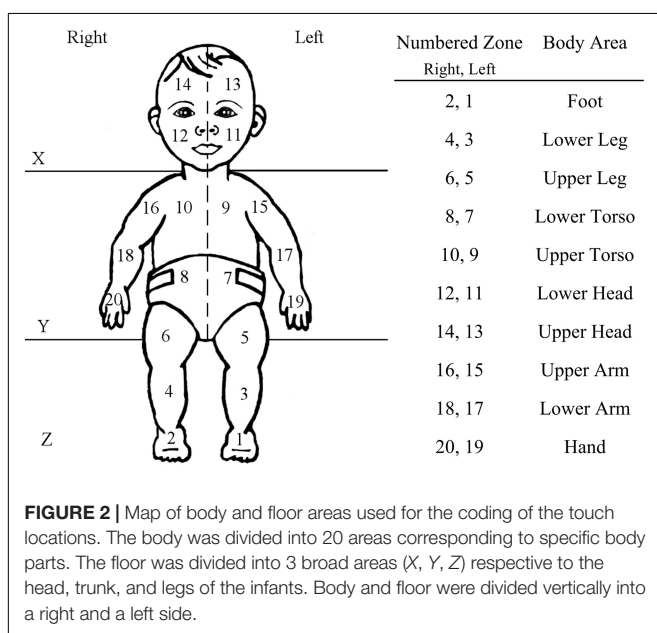 Right Left
14 13
12 11
X
16 10 9 15
18 17
8 7
20 19
Y
6 5
4 3
Z
2 1
Numbered Zone Body Area
Right, Left
2, 1 Foot
4, 3 Lower Leg
6, 5 Upper Leg
8, 7 Lower Torso
10, 9 Upper Torso
12, 11 Lower Head
14, 13 Upper Head
16, 15 Upper Arm
18, 17 Lower Arm
20, 19 Hand
FIGURE 2 | Map of body and floor areas used for the coding of the touch
locations. The body was divided into 20 areas corresponding to specific body
parts. The floor was divided into 3 broad areas (X, Y, Z) respective to the
head, trunk, and legs of the infants. Body and floor were divided vertically into
a right and a left side.